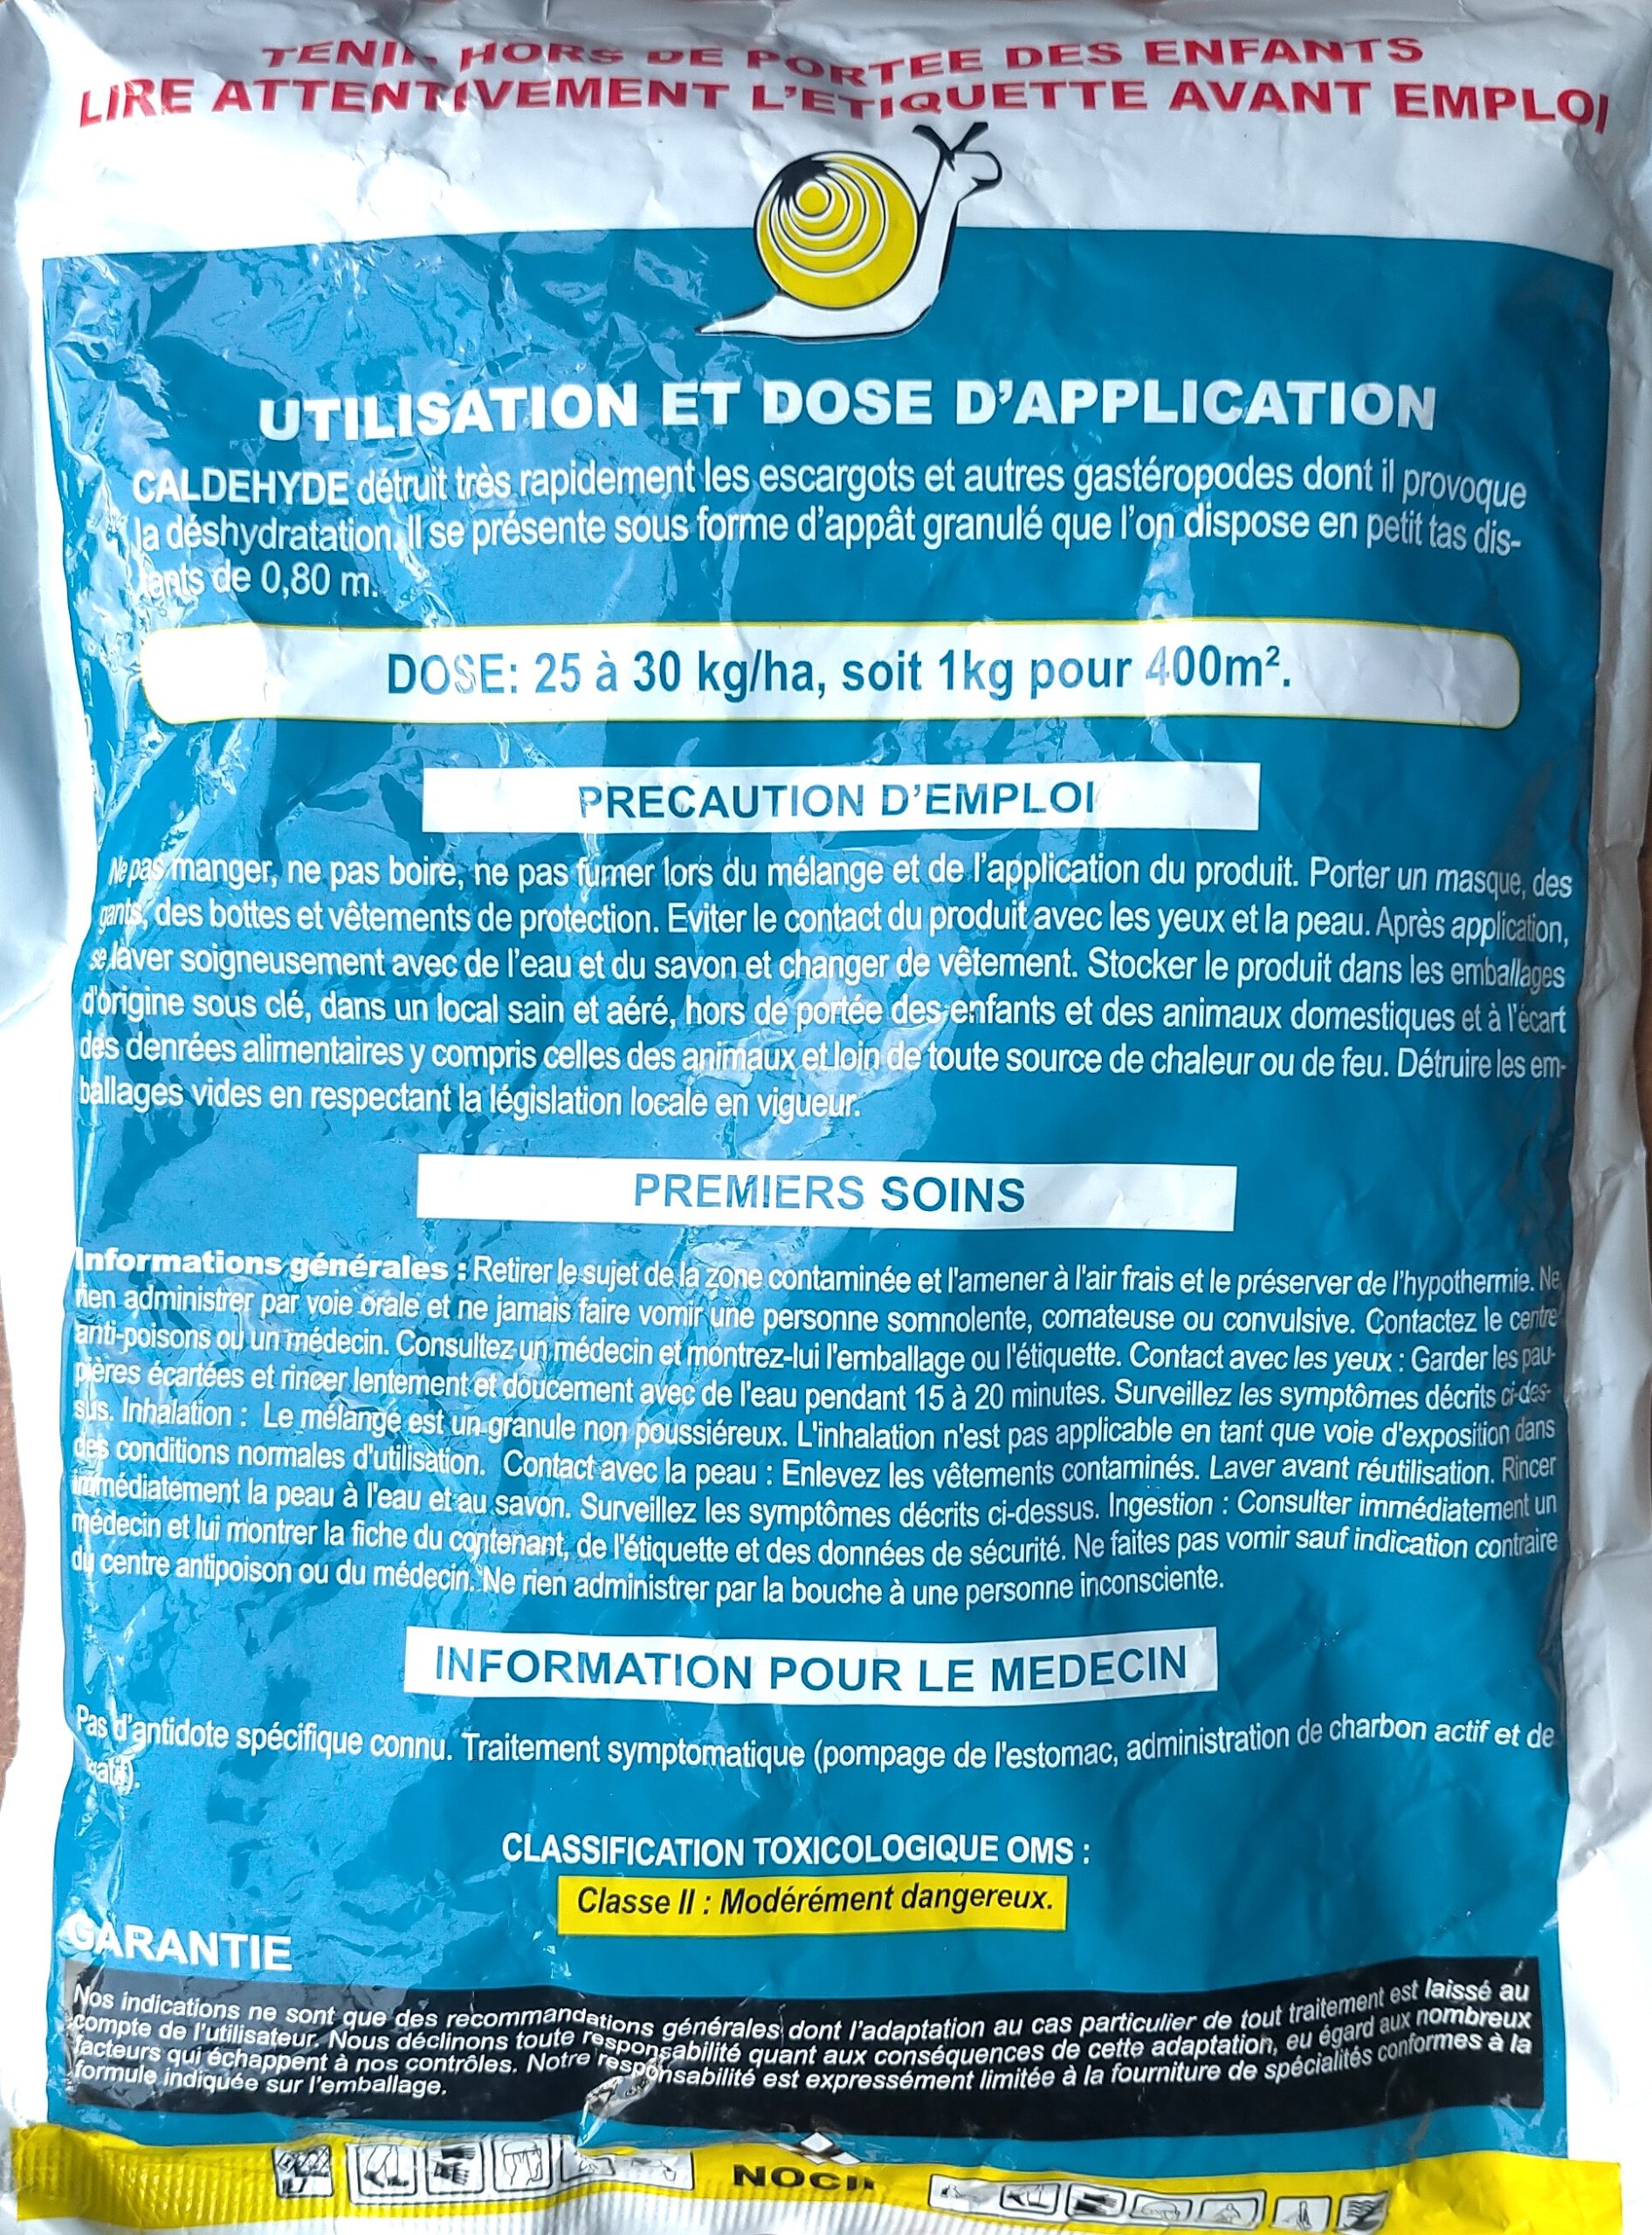 TENIR HORS DE PORTEE DES ENFANTS
LIRE ATTENTIVEMENT L'ETIQUETTE AVANT EMPLOI
UTILISATION ET DOSE D'APPLICATION
CALDEHYDE détruit très rapidement les escargots et autres gastéropodes dont il provoque
la déshydratation. Il se présente sous forme d'appât granulé que l'on dispose en petit tas dis-
tants de 0,80 m.
DOSE: 25 à 30 kg/ha, soit 1kg pour 400m².
PRECAUTION D'EMPLOI
Ne pas manger, ne pas boire, ne pas fumer lors du mélange et de l'application du produit. Porter un masque, des
gants, des bottes et vêtements de protection. Eviter le contact du produit avec les yeux et la peau. Après application,
se laver soigneusement avec de l'eau et du savon et changer de vêtement. Stocker le produit dans les emballages
d'origine sous clé, dans un local sain et aéré, hors de portée des enfants et des animaux domestiques et à l'écart
des denrées alimentaires y compris celles des animaux et loin de toute source de chaleur ou de feu. Détruire les em-
ballages vides en respectant la législation locale en vigueur.
PREMIERS SOINS
Informations générales : Retirer le sujet de la zone contaminée et l'amener à l'air frais et le préserver de l'hypothermie. Ne
rien administrer par voie orale et ne jamais faire vomir une personne somnolente, comateuse ou convulsive. Contactez le centre
anti-poisons ou un médecin. Consultez un médecin et montrez-lui l'emballage ou l'étiquette. Contact avec les yeux : Garder les pau-
pières écartées et rincer lentement et doucement avec de l'eau pendant 15 à 20 minutes. Surveillez les symptômes décrits ci-des-
sus. Inhalation : Le mélange est un granule non poussiéreux. L'inhalation n'est pas applicable en tant que voie d'exposition dans
des conditions normales d'utilisation. Contact avec la peau : Enlevez les vêtements contaminés. Laver avant réutilisation. Rincer
immédiatement la peau à l'eau et au savon. Surveillez les symptômes décrits ci-dessus. Ingestion : Consulter immédiatement un
médecin et lui montrer la fiche du contenant, de l'étiquette et des données de sécurité. Ne faites pas vomir sauf indication contraire
du centre antipoison ou du médecin. Ne rien administrer par la bouche à une personne inconsciente.
INFORMATION POUR LE MEDECIN
Pas d'antidote spécifique connu. Traitement symptomatique (pompage de l'estomac, administration de charbon actif et de
CLASSIFICATION TOXICOLOGIQUE OMS :
Classe II : Modérément dangereux.
GARANTIE
Nos indications ne sont que des recommandations générales dont l'adaptation au cas particulier de tout traitement est laissé au
compte de l'utilisateur. Nous déclinons toute responsabilité quant aux conséquences de cette adaptation, eu égard aux nombreux
facteurs qui échappent à nos contrôles. Notre responsabilité est expressément limitée à la fourniture de spécialités conformes à la
formule indiquée sur l'emballage.